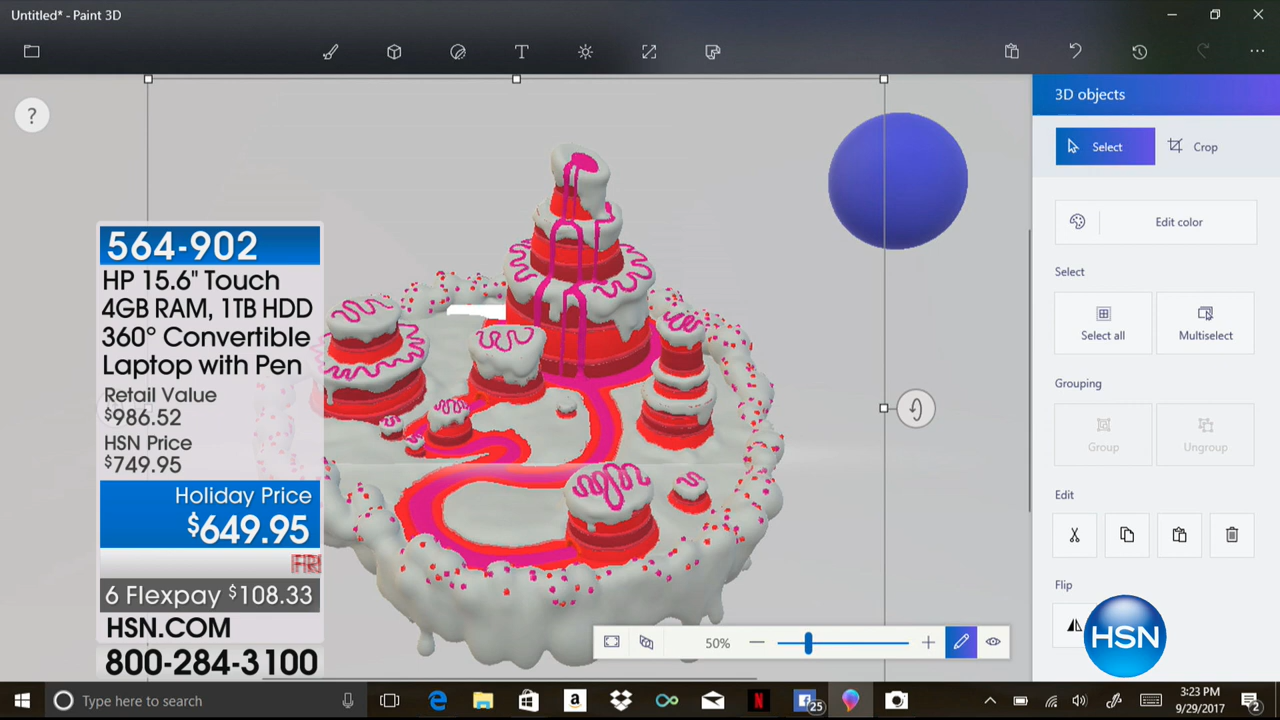 Untitled* - Paint 3D
3D objects
Select
Crop
Edit color
Select
Select all
Multiselect
Grouping
Group
Ungroup
Edit
Flip
564-902
HP 15.6" Touch
4GB RAM, 1TB HDD
360° Convertible
Laptop with Pen
Retail Value
$986.52
HSN Price
$749.95
Holiday Price
$649.95
6 Flexpay $108.33
HSN.COM
800-284-3100
50%
HSN
Type here to search
25
3:23 PM
9/29/2017
2